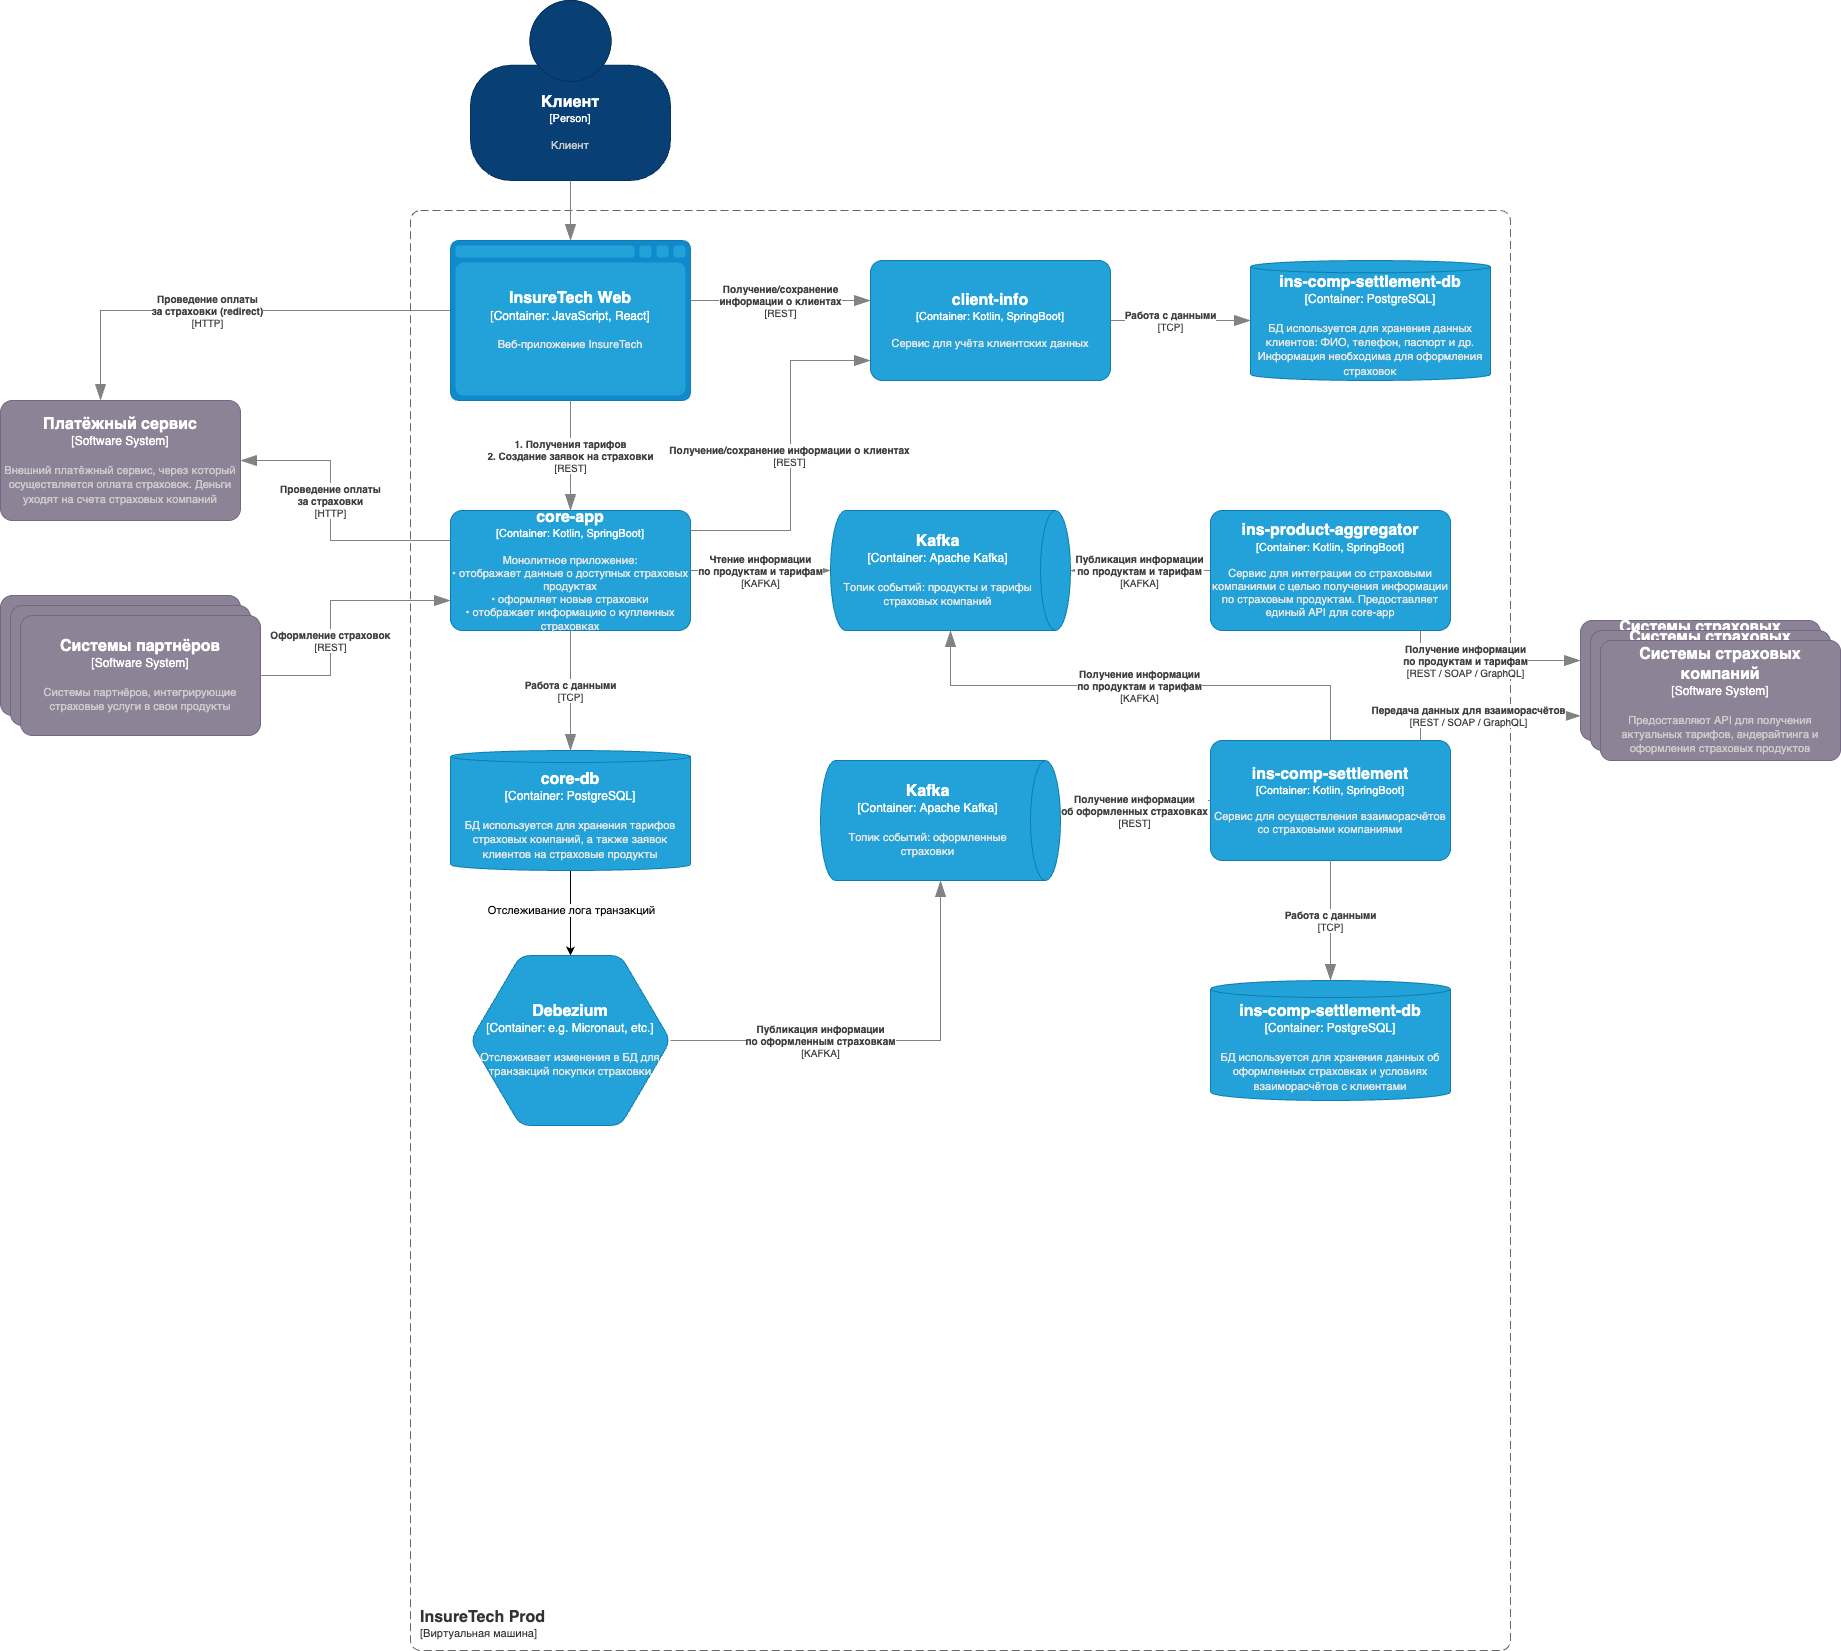 Клиент
[Person]
Клиент
InsureTech Web
[Container: JavaScript, React]
Веб-приложение InsureTech
Получение/сохранение
информации о клиентах
[REST]
client-info
[Container: Kotlin, SpringBoot]
Сервис для учёта клиентских данных
Работа с данными
[TCP]
ins-comp-settlement-db
[Container: PostgreSQL]
БД используется для хранения данных
клиентов: ФИО, телефон, паспорт и др.
Информация необходима для оформления
страховок
Проведение оплаты
за страховки (redirect)
[HTTP]
Платёжный сервис
[Software System]
Внешний платёжный сервис, через который
осуществляется оплата страховок. Деньги
уходят на счета страховых компаний
1. Получения тарифов
2. Создание заявок на страховки
[REST]
Получение/сохранение информации о клиентах
[REST]
Проведение оплаты
за страховки
[HTTP]
core-app
[Container: Kotlin, SpringBoot]
Монолитное приложение:
• отображает данные о доступных страховых
продуктах
• оформляет новые страховки
• отображает информацию о купленных
страховках
Чтение информации
по продуктам и тарифам
[KAFKA]
Kafka
[Container: Apache Kafka]
Топик событий: продукты и тарифы
страховых компаний
Публикация информации
по продуктам и тарифам
[KAFKA]
ins-product-aggregator
[Container: Kotlin, SpringBoot]
Сервис для интеграции со страховыми
компаниями с целью получения информации
по страховым продуктам. Предоставляет
единый API для core-app
Системы партнёров
[Software System]
Системы партнёров, интегрирующие
страховые услуги в свои продукты
Оформление страховок
[REST]
Получение информации
по продуктам и тарифам
[REST / SOAP / GraphQL]
Системы страховых
Системы страховых
Системы страховых
компаний
[Software System]
Предоставляют API для получения
актуальных тарифов, андерайтинга и
оформления страховых продуктов
Работа с данными
[TCP]
Получение информации
по продуктам и тарифам
[KAFKA]
Передача данных для взаиморасчётов
[REST / SOAP / GraphQL]
core-db
[Container: PostgreSQL]
БД используется для хранения тарифов
страховых компаний, а также заявок
клиентов на страховые продукты
Kafka
[Container: Apache Kafka]
Топик событий: оформленные
страховки
Получение информации
об оформленных страховках
[REST]
ins-comp-settlement
[Container: Kotlin, SpringBoot]
Сервис для осуществления взаиморасчётов
со страховыми компаниями
Отслеживание лога транзакций
Работа с данными
[TCP]
Debezium
[Container: e.g. Micronaut, etc.]
Отслеживает изменения в БД для
транзакций покупки страховки
Публикация информации
по оформленным страховкам
[KAFKA]
ins-comp-settlement-db
[Container: PostgreSQL]
БД используется для хранения данных об
оформленных страховках и условиях
взаиморасчётов с клиентами
InsureTech Prod
[Виртуальная машина]